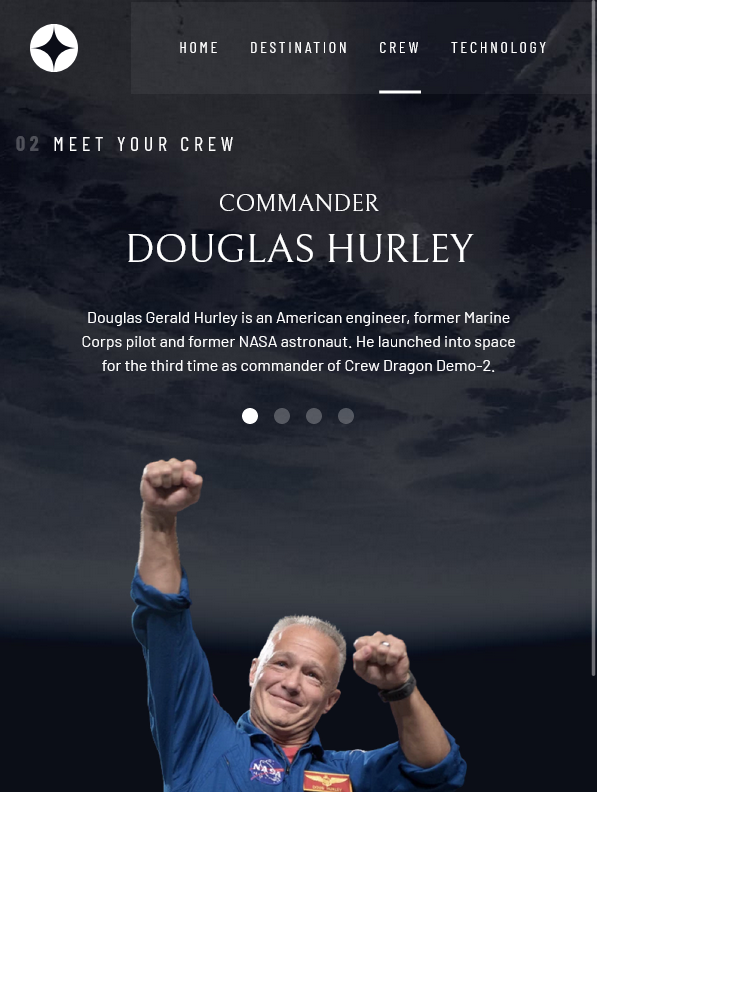 HOME DESTINATION CREW TECHNOLOGY
02 MEET YOUR CREW
COMMANDER
DOUGLAS HURLEY
Douglas Gerald Hurley is an American engineer, former Marine
Corps pilot and former NASA astronaut. He launched into space
for the third time as commander of Crew Dragon Demo-2.
NASA